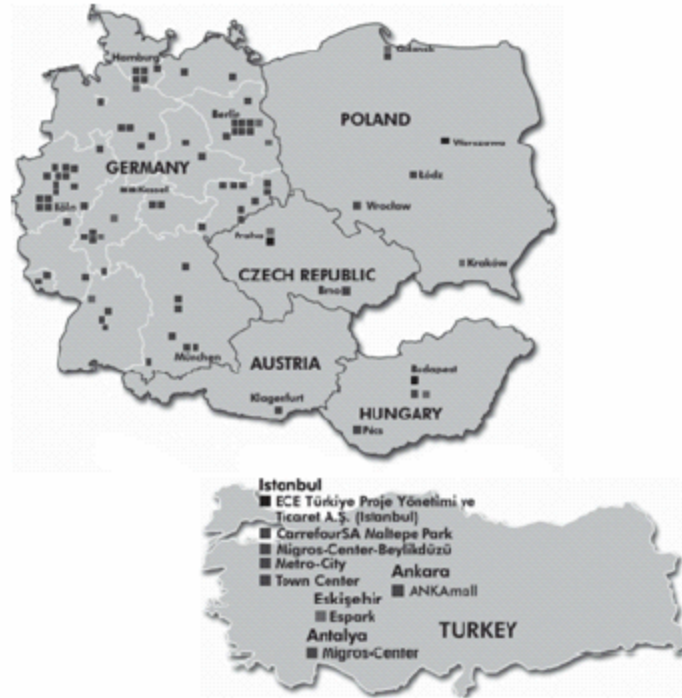 Hamburg
Gdansk
Berlin
POLAND
Warszawa
GERMANY
Łódź
Kassel
Köln
Wrocław
Praha
Kraków
CZECH REPUBLIC
Brno
München
AUSTRIA
Budapest
Klagenfurt
HUNGARY
Pécs
Istanbul
ECE Türkiye Proje Yönetimi ve
Ticaret A.Ş. (Istanbul)
CarrefourSA Maltepe Park
Migros-Center-Beylikdüzü
Metro-City
Town Center
Ankara
ANKAmall
Eskişehir
Espark
Antalya
Migros-Center
TURKEY